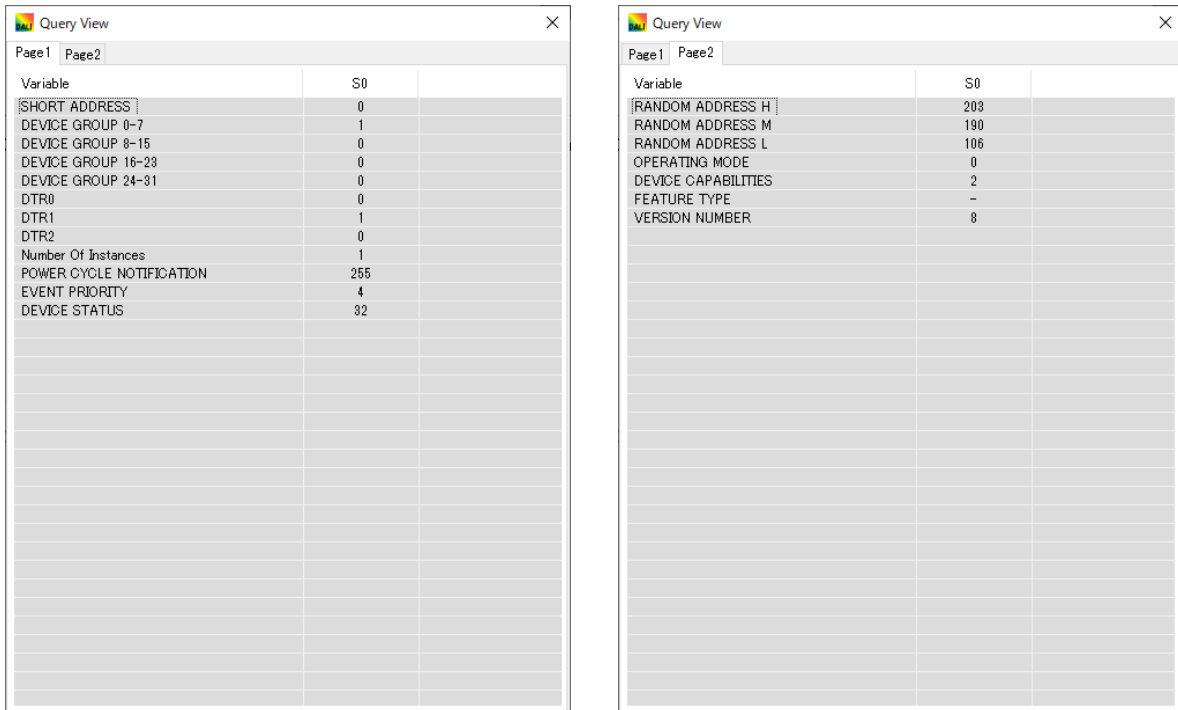 DALI Query View ×
Page1 Page2
Variable S0
SHORT ADDRESS 0
DEVICE GROUP 0-7 1
DEVICE GROUP 8-15 0
DEVICE GROUP 16-23 0
DEVICE GROUP 24-31 0
DTR0 0
DTR1 1
DTR2 0
Number Of Instances 1
POWER CYCLE NOTIFICATION 255
EVENT PRIORITY 4
DEVICE STATUS 32
DALI Query View ×
Page1 Page2
Variable S0
RANDOM ADDRESS H 203
RANDOM ADDRESS M 190
RANDOM ADDRESS L 106
OPERATING MODE 0
DEVICE CAPABILITIES 2
FEATURE TYPE -
VERSION NUMBER 8